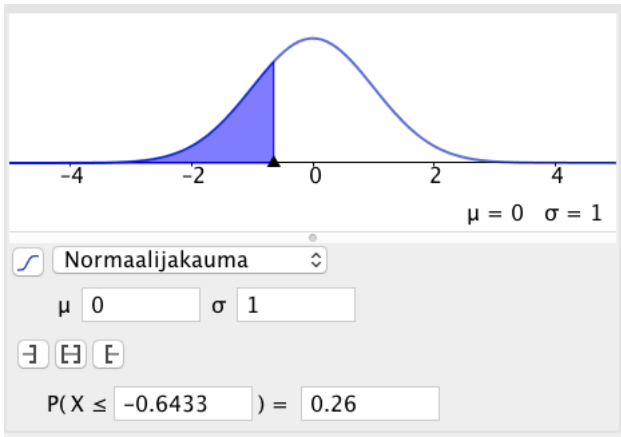 −4 −2 0 2 4
μ = 0 σ = 1
Normaalijakauma
μ 0 σ 1
P( X ≤ −0.6433 ) = 0.26